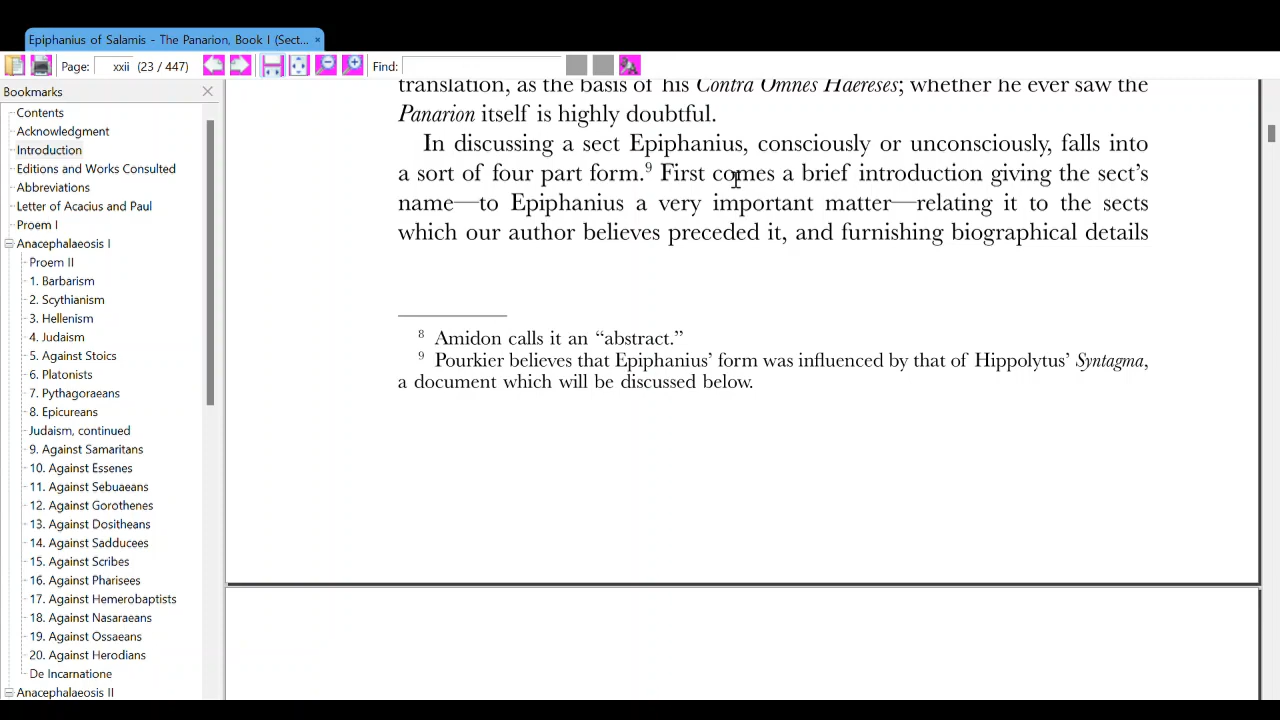 Epiphanius of Salamis - The Panarion, Book I (Sect... ×
Page: xxii (23 / 447) Find:
Bookmarks
Contents
Acknowledgment
Introduction
Editions and Works Consulted
Abbreviations
Letter of Acacius and Paul
Proem I
Anacephalaeosis I
Proem II
1. Barbarism
2. Scythianism
3. Hellenism
4. Judaism
5. Against Stoics
6. Platonists
7. Pythagoraeans
8. Epicureans
Judaism, continued
9. Against Samaritans
10. Against Essenes
11. Against Sebuaeans
12. Against Gorothenes
13. Against Dositheans
14. Against Sadducees
15. Against Scribes
16. Against Pharisees
17. Against Hemerobaptists
18. Against Nasaraeans
19. Against Ossaeans
20. Against Herodians
De Incarnatione
Anacephalaeosis II
translation, as the basis of his Contra Omnes Haereses; whether he ever saw the
Panarion itself is highly doubtful.
In discussing a sect Epiphanius, consciously or unconsciously, falls into
a sort of four part form.⁹ First comes a brief introduction giving the sect’s
name—to Epiphanius a very important matter—relating it to the sects
which our author believes preceded it, and furnishing biographical details
⁸ Amidon calls it an “abstract.”
⁹ Pourkier believes that Epiphanius’ form was influenced by that of Hippolytus’ Syntagma,
a document which will be discussed below.